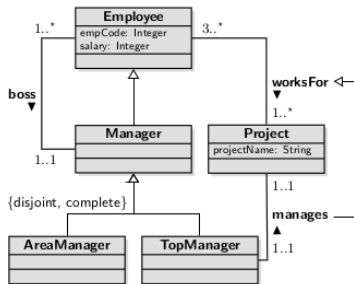 Employee
empCode: Integer
salary: Integer
1..*
3..*
boss
worksFor
1..*
Manager
Project
projectName: String
1..1
1..1
{disjoint, complete}
manages
AreaManager
TopManager
1..1